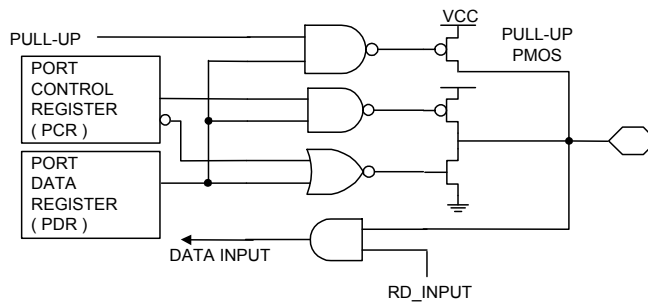 VCC
PULL-UP
PULL-UP
PMOS
PORT
CONTROL
REGISTER
( PCR )
PORT
DATA
REGISTER
( PDR )
DATA INPUT
RD_INPUT